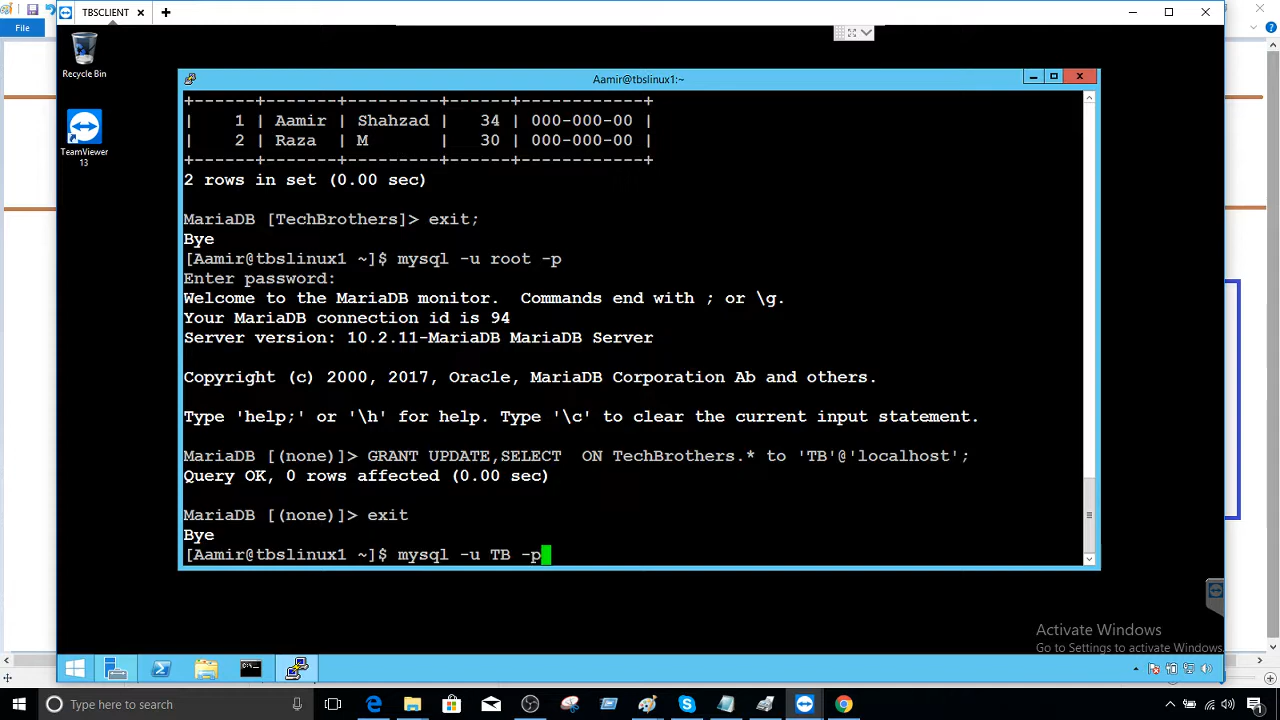 TBSCLIENT
File
Recycle Bin
TeamViewer
13
Aamir@tbslinux1:~
+------+-------+---------+------+------------+
| 1 | Aamir | Shahzad | 34 | 000-000-00 |
| 2 | Raza | M | 30 | 000-000-00 |
+------+-------+---------+------+------------+
2 rows in set (0.00 sec)
MariaDB [TechBrothers]> exit;
Bye
[Aamir@tbslinux1 ~]$ mysql -u root -p
Enter password:
Welcome to the MariaDB monitor. Commands end with ; or \g.
Your MariaDB connection id is 94
Server version: 10.2.11-MariaDB MariaDB Server
Copyright (c) 2000, 2017, Oracle, MariaDB Corporation Ab and others.
Type 'help;' or '\h' for help. Type '\c' to clear the current input statement.
MariaDB [(none)]> GRANT UPDATE,SELECT ON TechBrothers.* to 'TB'@'localhost';
Query OK, 0 rows affected (0.00 sec)
MariaDB [(none)]> exit
Bye
[Aamir@tbslinux1 ~]$ mysql -u TB -p
Activate Windows
Go to Settings to activate Windows.
Type here to search